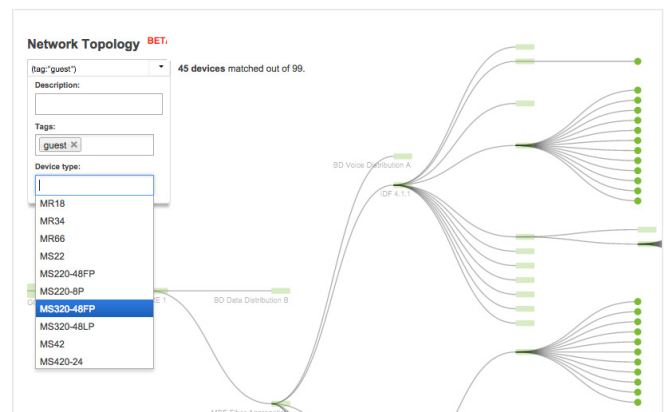 Network Topology BETA
(tag:"guest")
45 devices matched out of 99.
Description:
Tags:
guest ×
Device type:
MR18
MR34
MR66
MS22
MS220-48FP
MS220-8P
MS320-48FP
MS320-48LP
MS42
MS420-24
BD Voice Distribution A
IDF 4.1.1
BD Data Distribution B